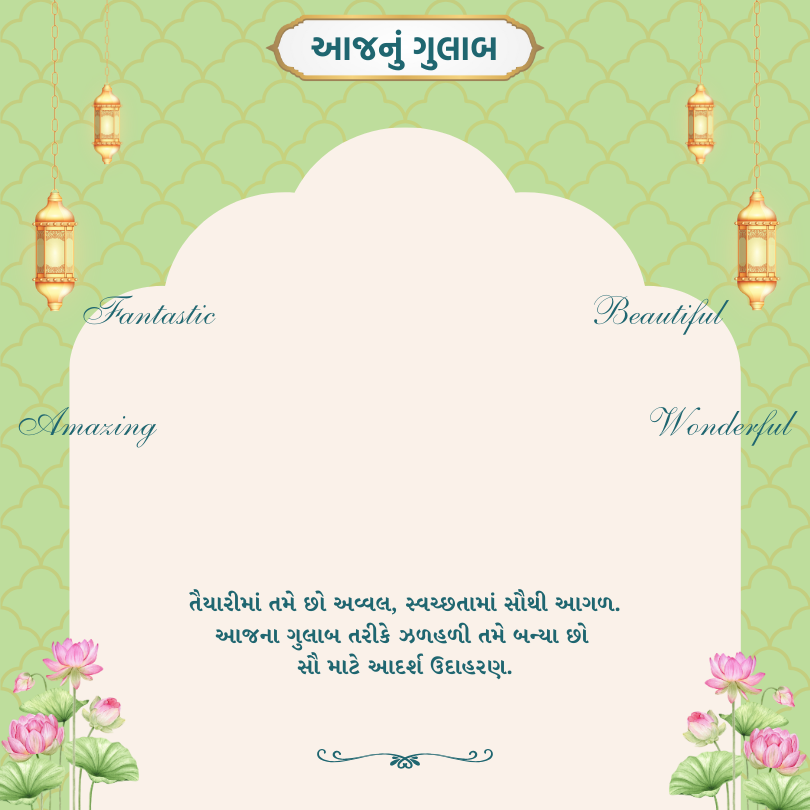 આજનું ગુલાબ
Fantastic
Beautiful
Amazing
Wonderful
તૈયારીમાં તમે છો અવ્વલ, સ્વચ્છતામાં સૌથી આગળ.
આજના ગુલાબ તરીકે ઝળહળી તમે બન્યા છો
સૌ માટે આદર્શ ઉદાહરણ.